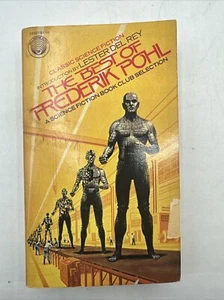 CLASSIC SCIENCE FICTION
INTRODUCTION BY LESTER DEL REY
THE BEST OF
FREDERIK POHL
A SCIENCE FICTION BOOK CLUB SELECTION